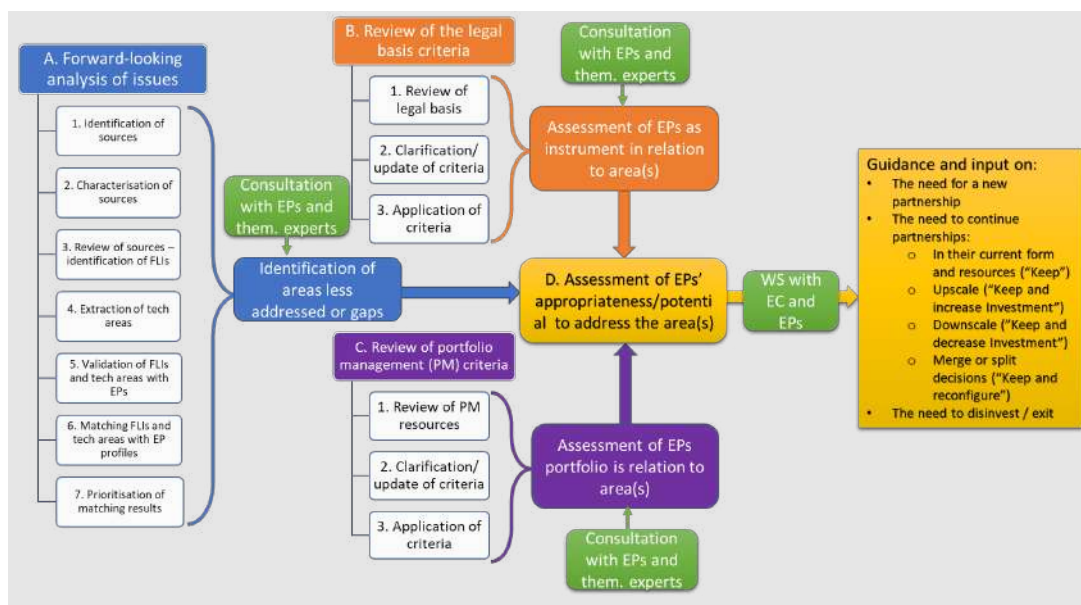 A. Forward-looking
analysis of issues
1. Identification of
sources
2. Characterisation of
sources
3. Review of sources –
identification of FLIs
4. Extraction of tech
areas
5. Validation of FLIs
and tech areas with
EPs
6. Matching FLIs and
tech areas with EP
profiles
7. Prioritisation of
matching results
Consultation
with EPs and
them. experts
Identification of
areas less
addressed or gaps
B. Review of the legal
basis criteria
1. Review of
legal basis
2. Clarification/
update of criteria
3. Application of
criteria
Consultation
with EPs and
them. experts
Assessment of EPs as
instrument in relation
to area(s)
C. Review of portfolio
management (PM) criteria
1. Review of PM
resources
2. Clarification/
update of criteria
3. Application of
criteria
Assessment of EPs
portfolio is relation to
area(s)
Consultation
with EPs and
them. experts
D. Assessment of EPs'
appropriateness/potenti
al to address the area(s)
WS with
EC and
EPs
Guidance and input on:
• The need for a new
partnership
• The need to continue
partnerships:
o In their current form
and resources ("Keep")
o Upscale ("Keep and
increase Investment")
o Downscale ("Keep and
decrease Investment")
o Merge or split
decisions ("Keep and
reconfigure")
• The need to disinvest / exit